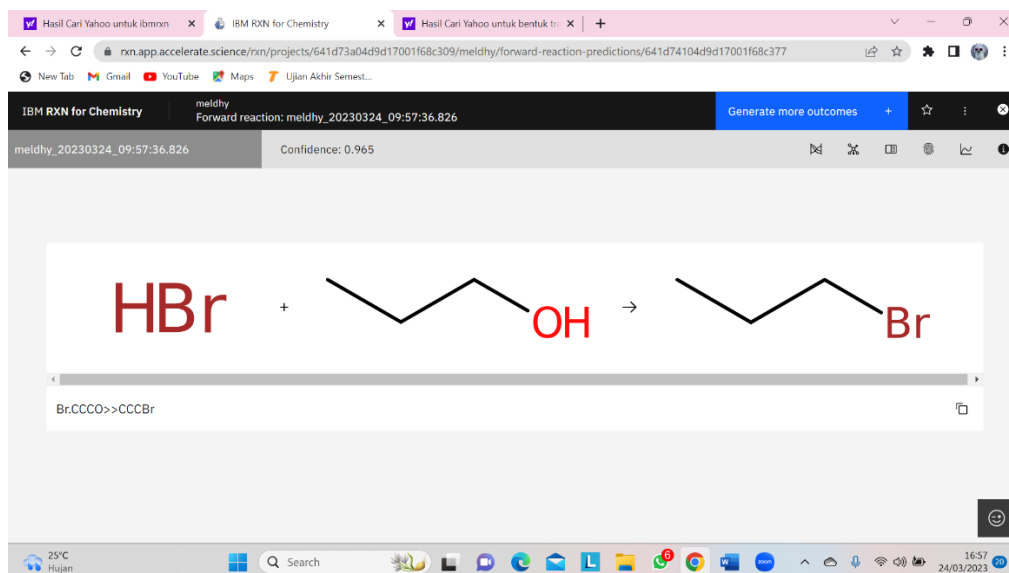 Hasil Cari Yahoo untuk ibmrxn
IBM RXN for Chemistry
Hasil Cari Yahoo untuk bentuk tr
rxn.app.accelerate.science/rxn/projects/641d73a04d9d17001f68c309/meldhy/forward-reaction-predictions/641d74104d9d17001f68c377
New Tab Gmail YouTube Maps Ujian Akhir Semest...
IBM RXN for Chemistry
meldhy
Forward reaction: meldhy_20230324_09:57:36.826
Generate more outcomes +
meldhy_20230324_09:57:36.826
Confidence: 0.965
HBr + OH → Br
Br.CCCO>>CCCBr
25°C
Hujan
Search
L
6
W
zoom
16:57
24/03/2023
20